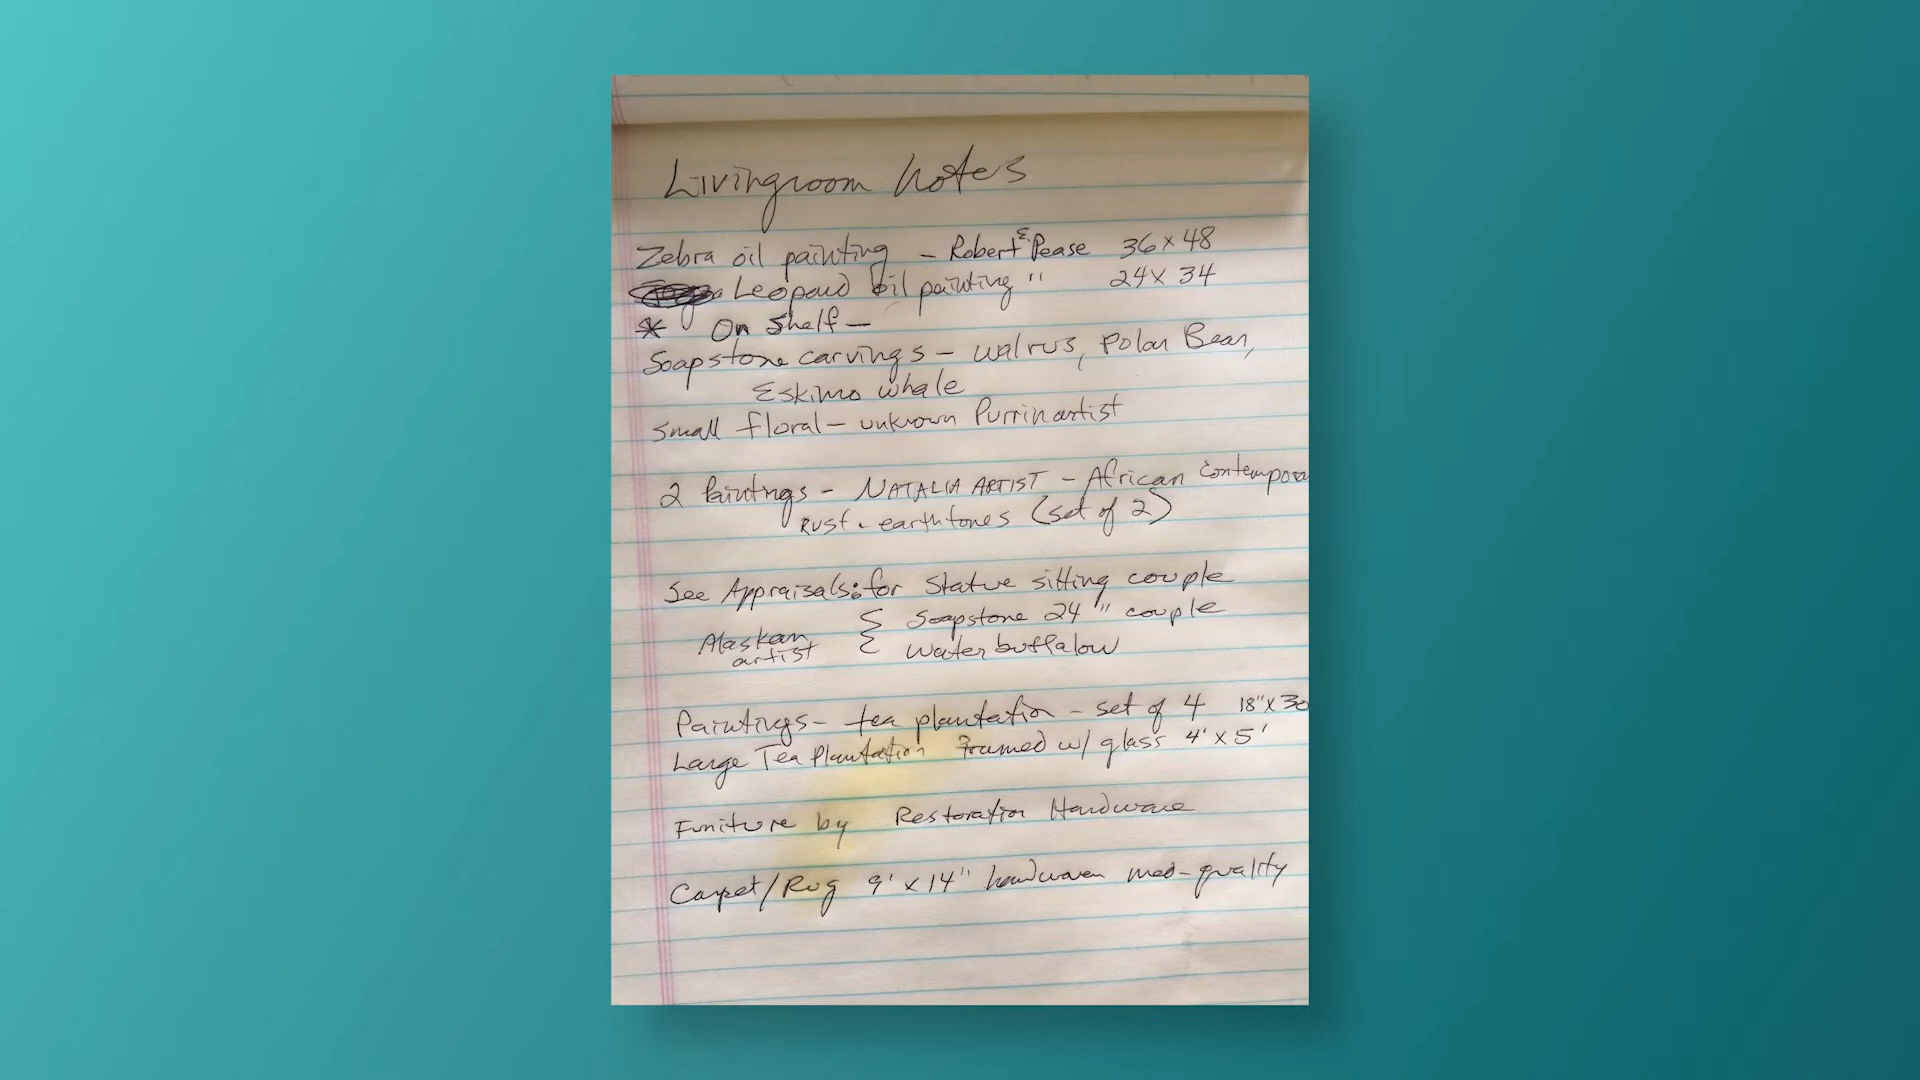 Livingroom notes
Zebra oil painting - Robert E. Pease 36 x 48
Leopard oil painting " 24 x 34
* On Shelf -
Soapstone carvings - walrus, Polar Bear,
Eskimo whale
Small floral - unknown artist
2 Paintngs - NATALIA ARTIST - African Contempora
Rust . earthtones (set of 2)
See Appraisals: for Statue sitting couple
{ Soapstone 24" couple
Alaskan artist
Water buffalow
Paintings - tea plantation - set of 4 18" x 30
Large Tea Plantation Framed w/ glass 4' x 5'
Funiture by Restoration Hardware
Carpet/Rug 9' x 14" handwoven med-quality